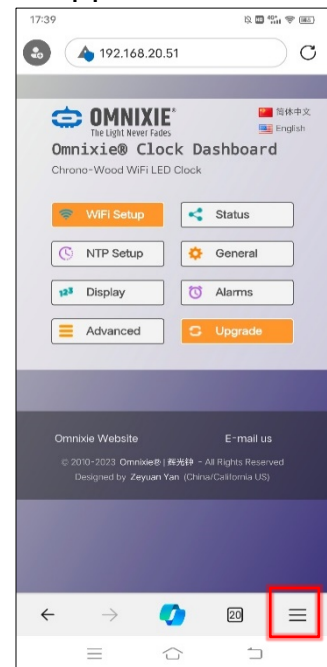 17:39
192.168.20.51
OMNIXIE®
The Light Never Fades
简体中文
English
Omnixie® Clock Dashboard
Chrono-Wood WiFi LED Clock
WiFi Setup
Status
NTP Setup
General
123 Display
Alarms
Advanced
Upgrade
Omnixie Website
E-mail us
© 2010-2023 Omnixie®| 辉光钟 - All Rights Reserved
Designed by Zeyuan Yan (China/California US)
20